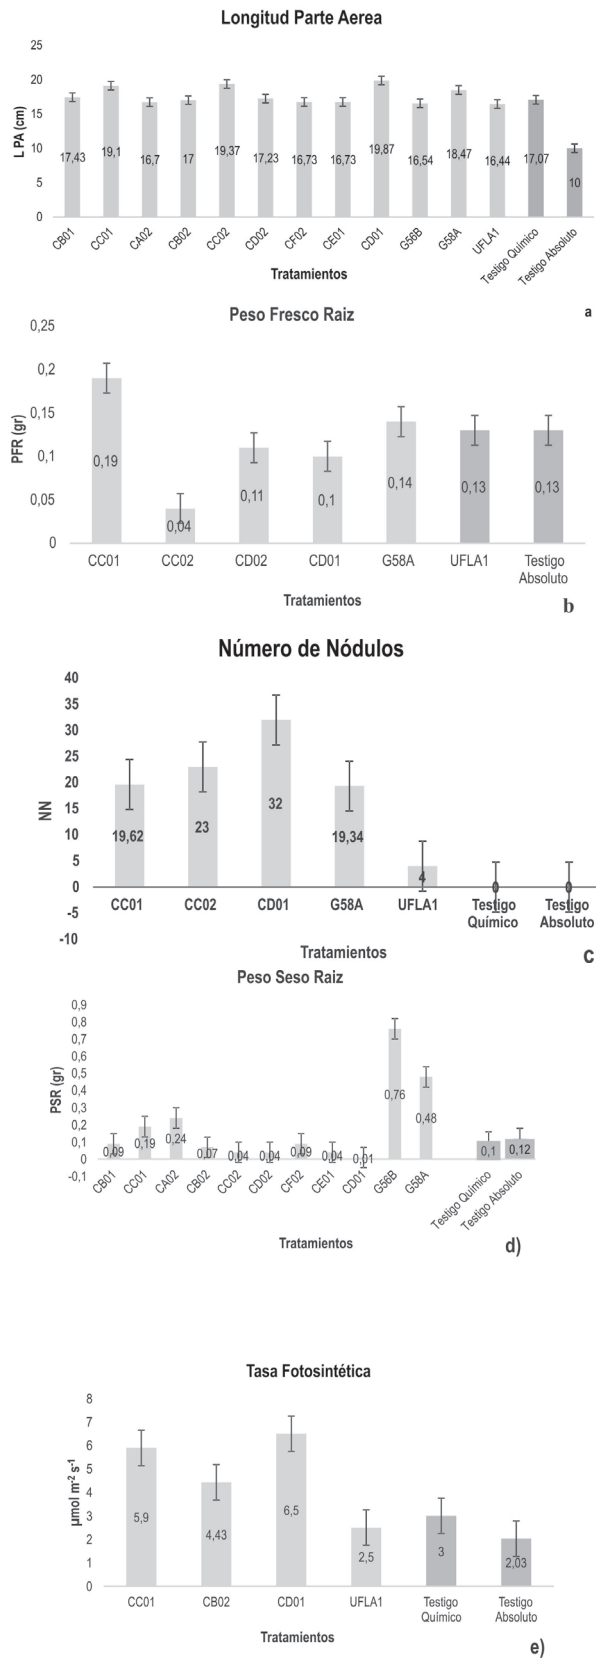 Longitud Parte Aerea
L PA (cm)
25
20
15
10
5
0
17,43
19,1
16,7
17
19,37
17,23
16,73
16,73
19,87
16,54
18,47
16,44
17,07
10
CB01
CC01
CA02
CB02
CC02
CD02
CF02
CE01
CD01
G56B
G58A
UFLA1
Testigo Químico
Testigo Absoluto
Tratamientos
a
Peso Fresco Raiz
PFR (gr)
0,25
0,2
0,15
0,1
0,05
0
0,19
0,04
0,11
0,1
0,14
0,13
0,13
CC01
CC02
CD02
CD01
G58A
UFLA1
Testigo
Absoluto
Tratamientos
b
Número de Nódulos
NN
40
35
30
25
20
15
10
5
0
-5
-10
19,62
23
32
19,34
4
0
0
CC01
CC02
CD01
G58A
UFLA1
Testigo
Químico
Testigo
Absoluto
Tratamientos
c
Peso Seso Raiz
PSR (gr)
0,9
0,8
0,7
0,6
0,5
0,4
0,3
0,2
0,1
0
-0,1
0,09
0,19
0,24
0,07
0,04
0,04
0,09
0,04
0,01
0,76
0,48
0,1
0,12
CB01
CC01
CA02
CB02
CC02
CD02
CF02
CE01
CD01
G56B
G58A
Testigo Químico
Testigo Absoluto
Tratamientos
d)
Tasa Fotosintética
µmol m-2 s-1
8
7
6
5
4
3
2
1
0
5,9
4,43
6,5
2,5
3
2,03
CC01
CB02
CD01
UFLA1
Testigo
Químico
Testigo
Absoluto
Tratamientos
e)